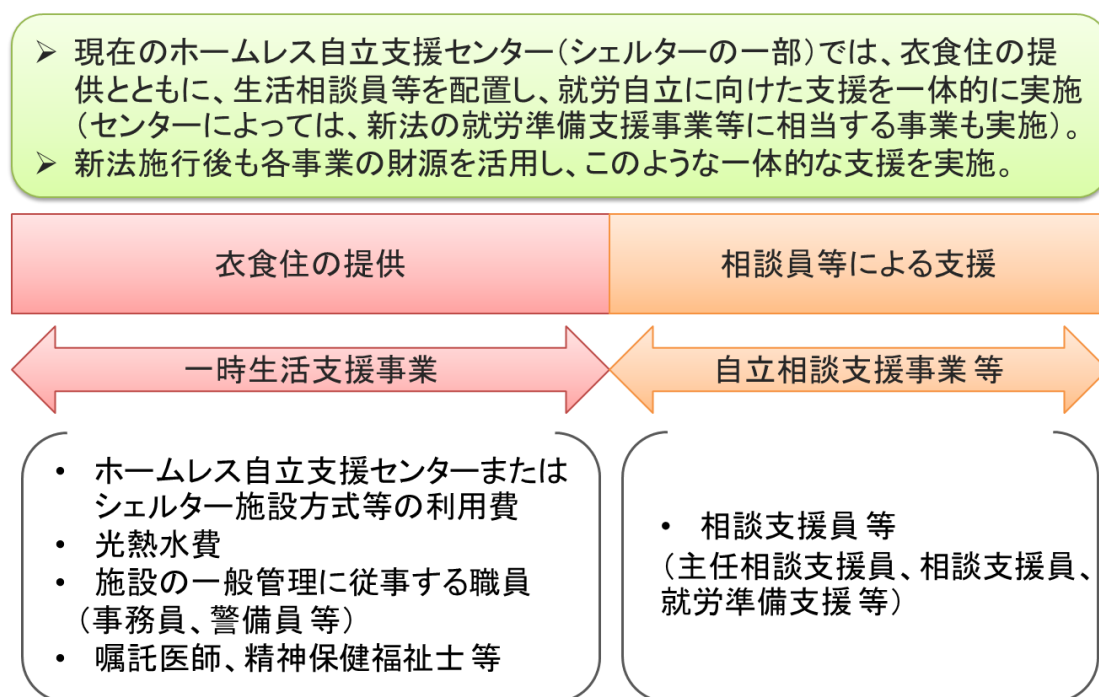 ➢ 現在のホームレス自立支援センター（シェルターの一部）では、衣食住の提
供とともに、生活相談員等を配置し、就労自立に向けた支援を一体的に実施
（センターによっては、新法の就労準備支援事業等に相当する事業も実施）。
➢ 新法施行後も各事業の財源を活用し、このような一体的な支援を実施。
衣食住の提供
相談員等による支援
一時生活支援事業
自立相談支援事業 等
• ホームレス自立支援センターまたは
シェルター施設方式等の利用費
• 光熱水費
• 施設の一般管理に従事する職員
（事務員、警備員 等）
• 嘱託医師、精神保健福祉士 等
• 相談支援員 等
（主任相談支援員、相談支援員、
就労準備支援 等）